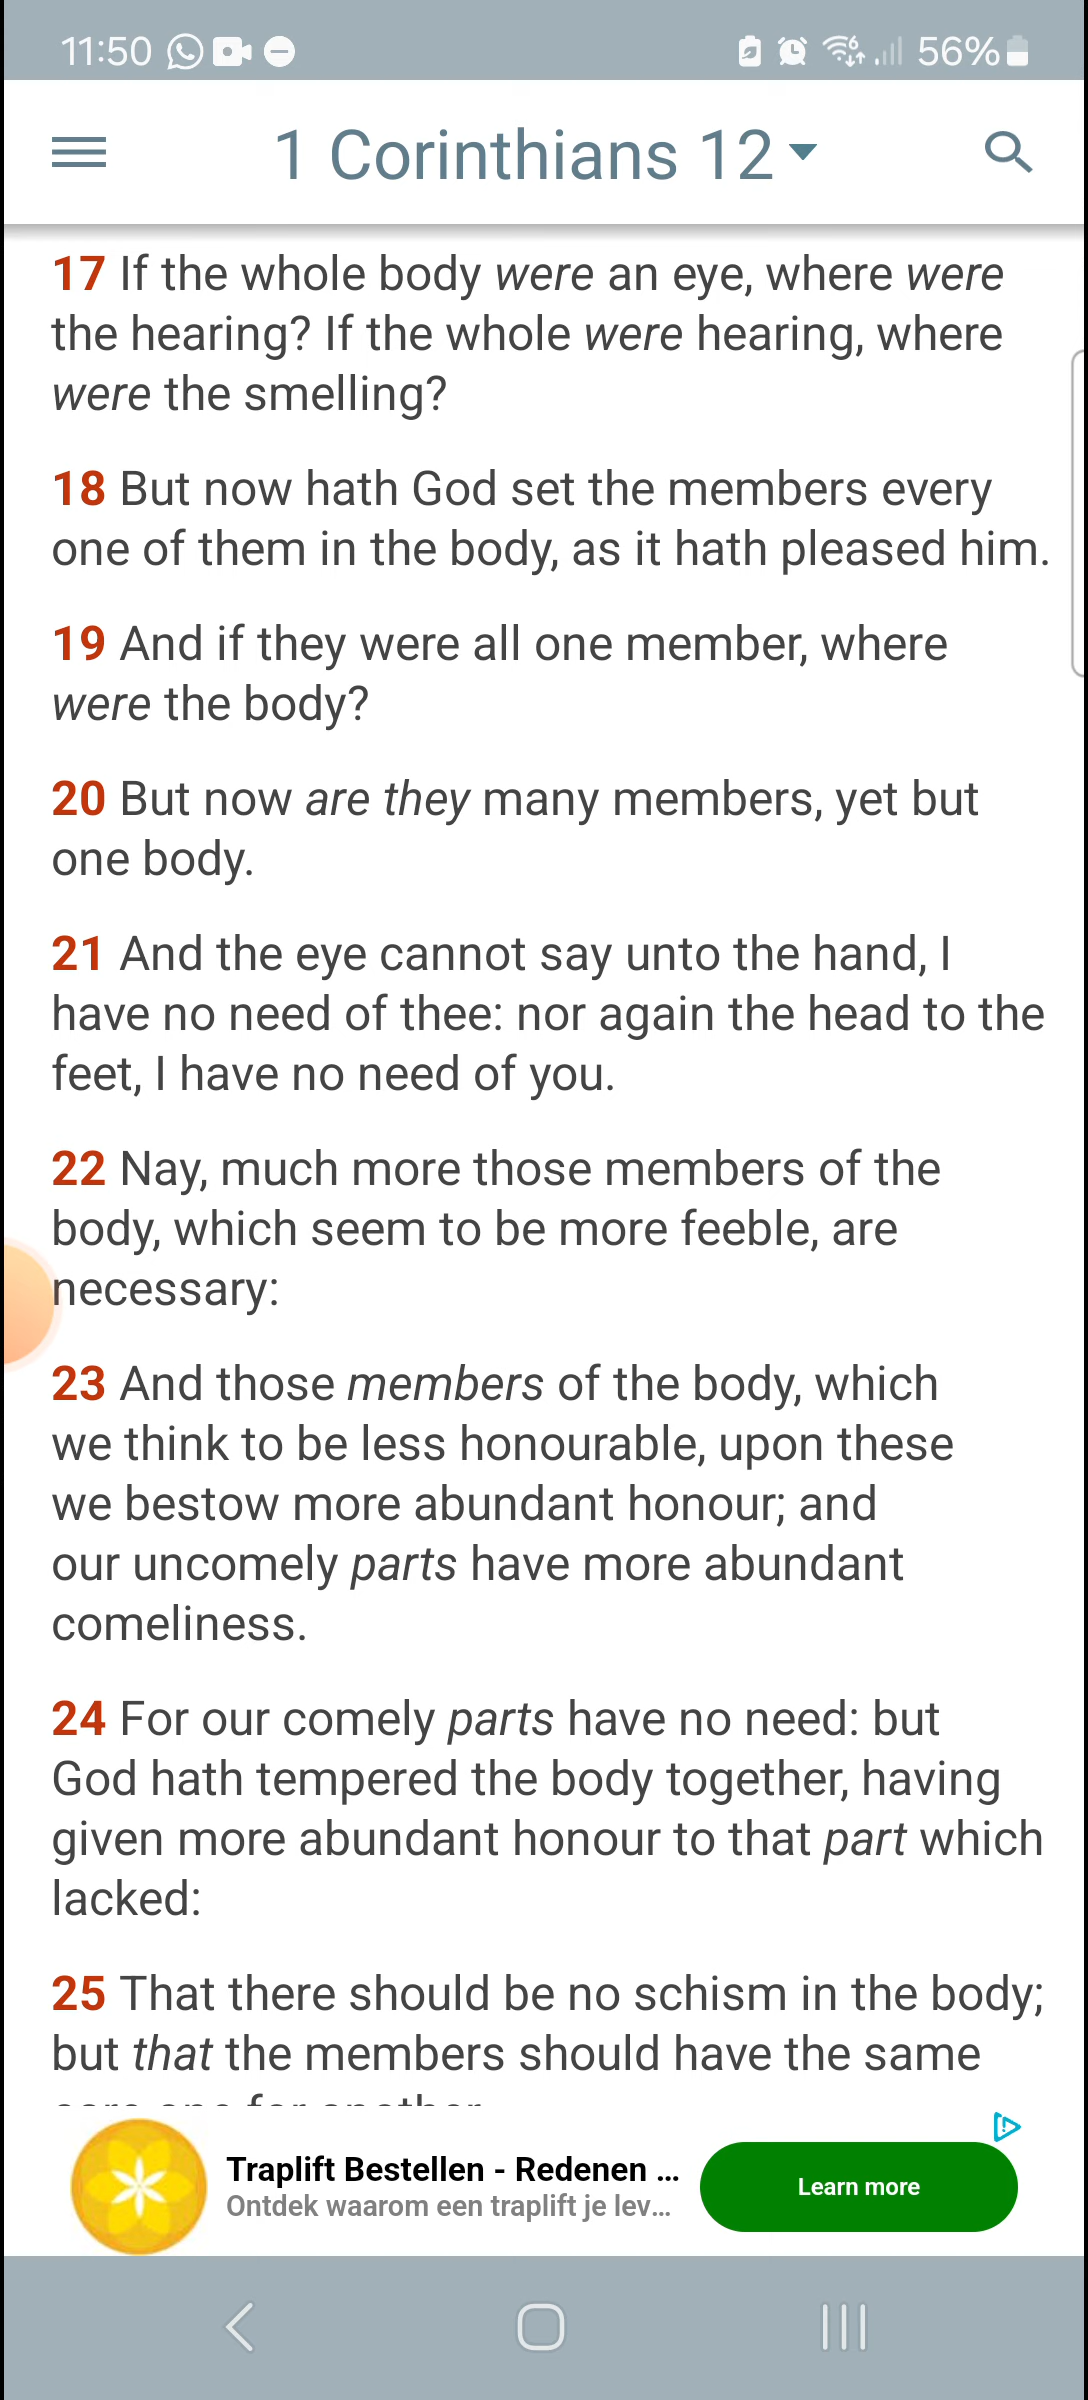 11:50
56%
1 Corinthians 12
17 If the whole body were an eye, where were
the hearing? If the whole were hearing, where
were the smelling?
18 But now hath God set the members every
one of them in the body, as it hath pleased him.
19 And if they were all one member, where
were the body?
20 But now are they many members, yet but
one body.
21 And the eye cannot say unto the hand, I
have no need of thee: nor again the head to the
feet, I have no need of you.
22 Nay, much more those members of the
body, which seem to be more feeble, are
necessary:
23 And those members of the body, which
we think to be less honourable, upon these
we bestow more abundant honour; and
our uncomely parts have more abundant
comeliness.
24 For our comely parts have no need: but
God hath tempered the body together, having
given more abundant honour to that part which
lacked:
25 That there should be no schism in the body;
but that the members should have the same
Traplift Bestellen - Redenen ...
Ontdek waarom een traplift je lev...
Learn more